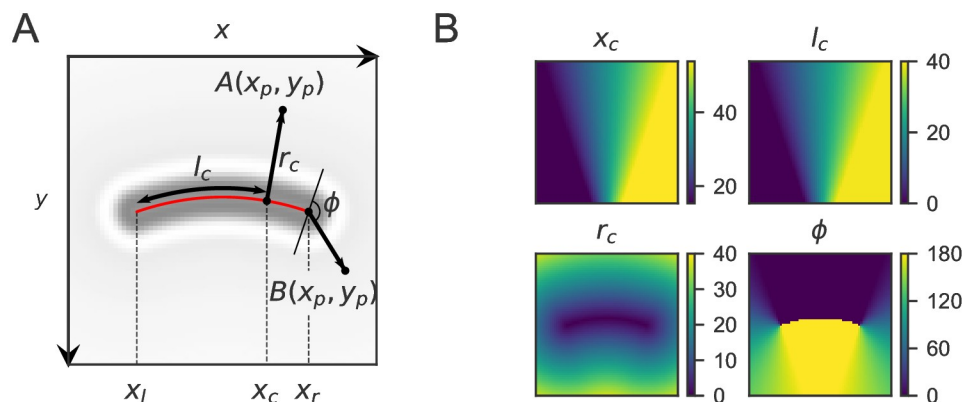 A
x
y
A(x_p, y_p)
r_c
l_c
ϕ
B(x_p, y_p)
x_l
x_c
x_r
B
x_c
40
20
l_c
40
20
0
r_c
40
30
20
10
0
ϕ
180
120
60
0